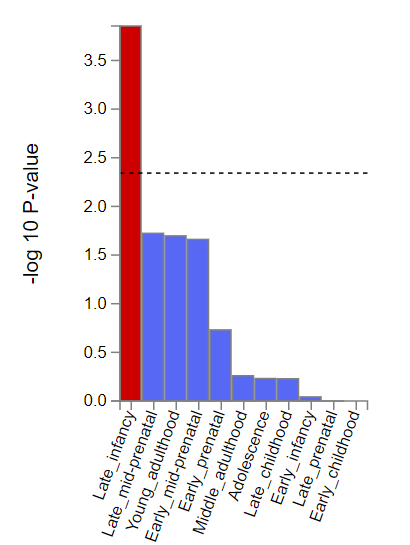 -log 10 P-value
3.5
3.0
2.5
2.0
1.5
1.0
0.5
0.0
Late_infancy
Late_mid-prenatal
Young_adulthood
Early_mid-prenatal
Early_prenatal
Middle_adulthood
Adolescence
Late_childhood
Early_infancy
Late_prenatal
Early_childhood